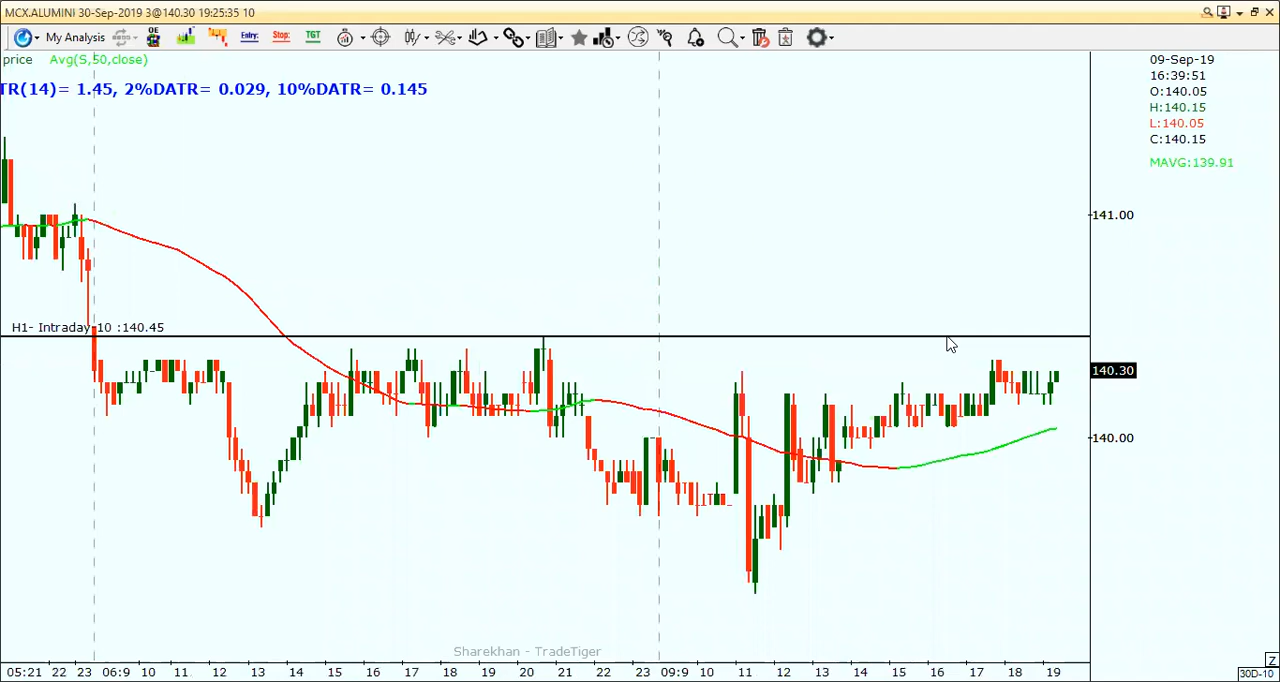 MCX.ALUMINI 30-Sep-2019 3@140.30 19:25:35 10
My Analysis OE Entry: Stop: TGT
price Avg(S,50,close)
TR(14)= 1.45, 2%DATR= 0.029, 10%DATR= 0.145
09-Sep-19
16:39:51
O:140.05
H:140.15
L:140.05
C:140.15
MAVG:139.91
141.00
H1- Intraday-10 :140.45
140.30
140.00
Sharekhan - TradeTiger
05:21 22 23 06:9 10 11 12 13 14 15 16 17 18 19 20 21 22 23 09:9 10 11 12 13 14 15 16 17 18 19
Z
30D-10